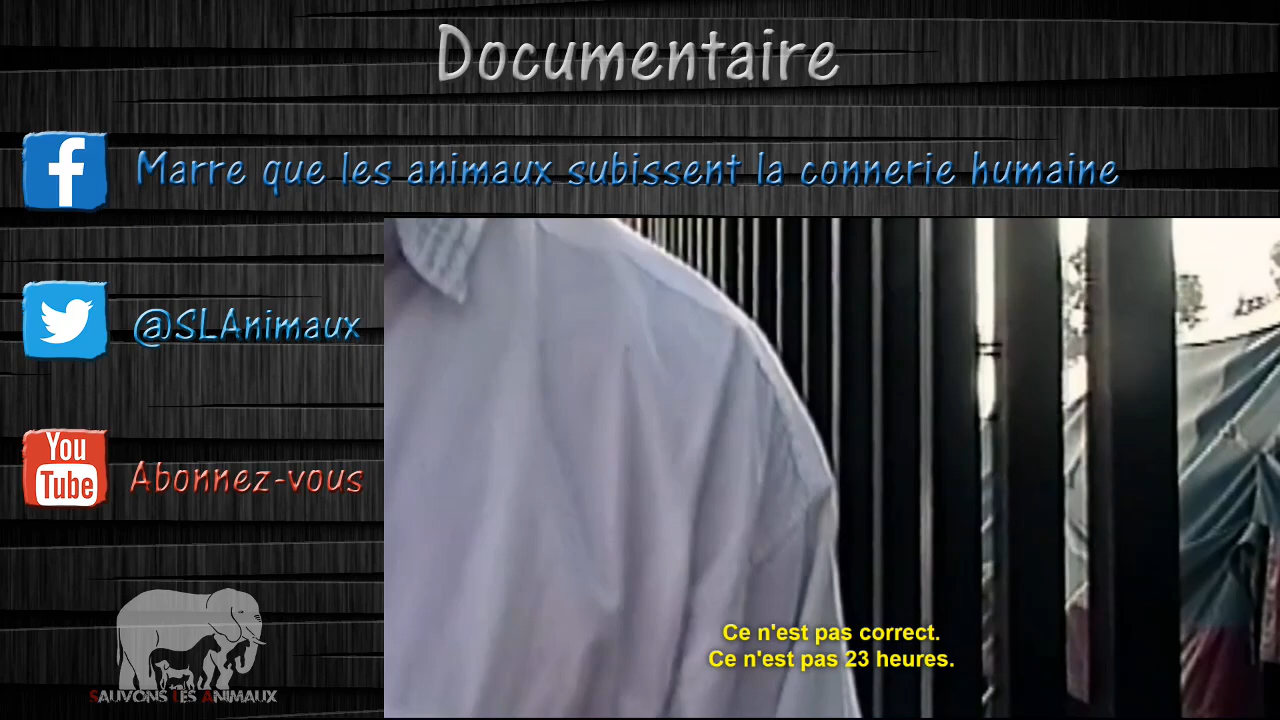 Documentaire
Marre que les animaux subissent la connerie humaine
@SLAnimaux
You
Tube
Abonnez-vous
SAUVONS LES ANIMAUX
Ce n'est pas correct.
Ce n'est pas 23 heures.